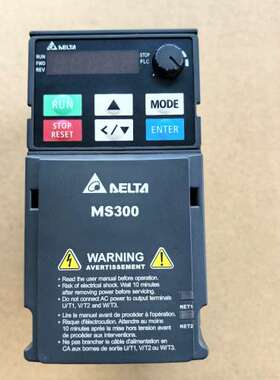 DELTA
RUN
FWD
REV
STOP
PLC
RUN
MODE
STOP
RESET
</>
ENTER
DELTA
MS300
WARNING
AVERTISSEMENT
Read the user manual before operation.
Risk of electrical shock. Wait 10 minutes
after removing power before servicing.
Do not connect AC power to output terminals
U/T1, V/T2 and W/T3.
Lire le manuel avant de procéder à l'opération.
Risque d'électrocution. Attendre au moins
10 minutes après la mise hors tension avant
de procéder aux interventions.
Ne pas brancher le câble d'alimentation en
CA aux bornes de sortie U/T1, V/T2 ou W/T3.
NET1
NET2